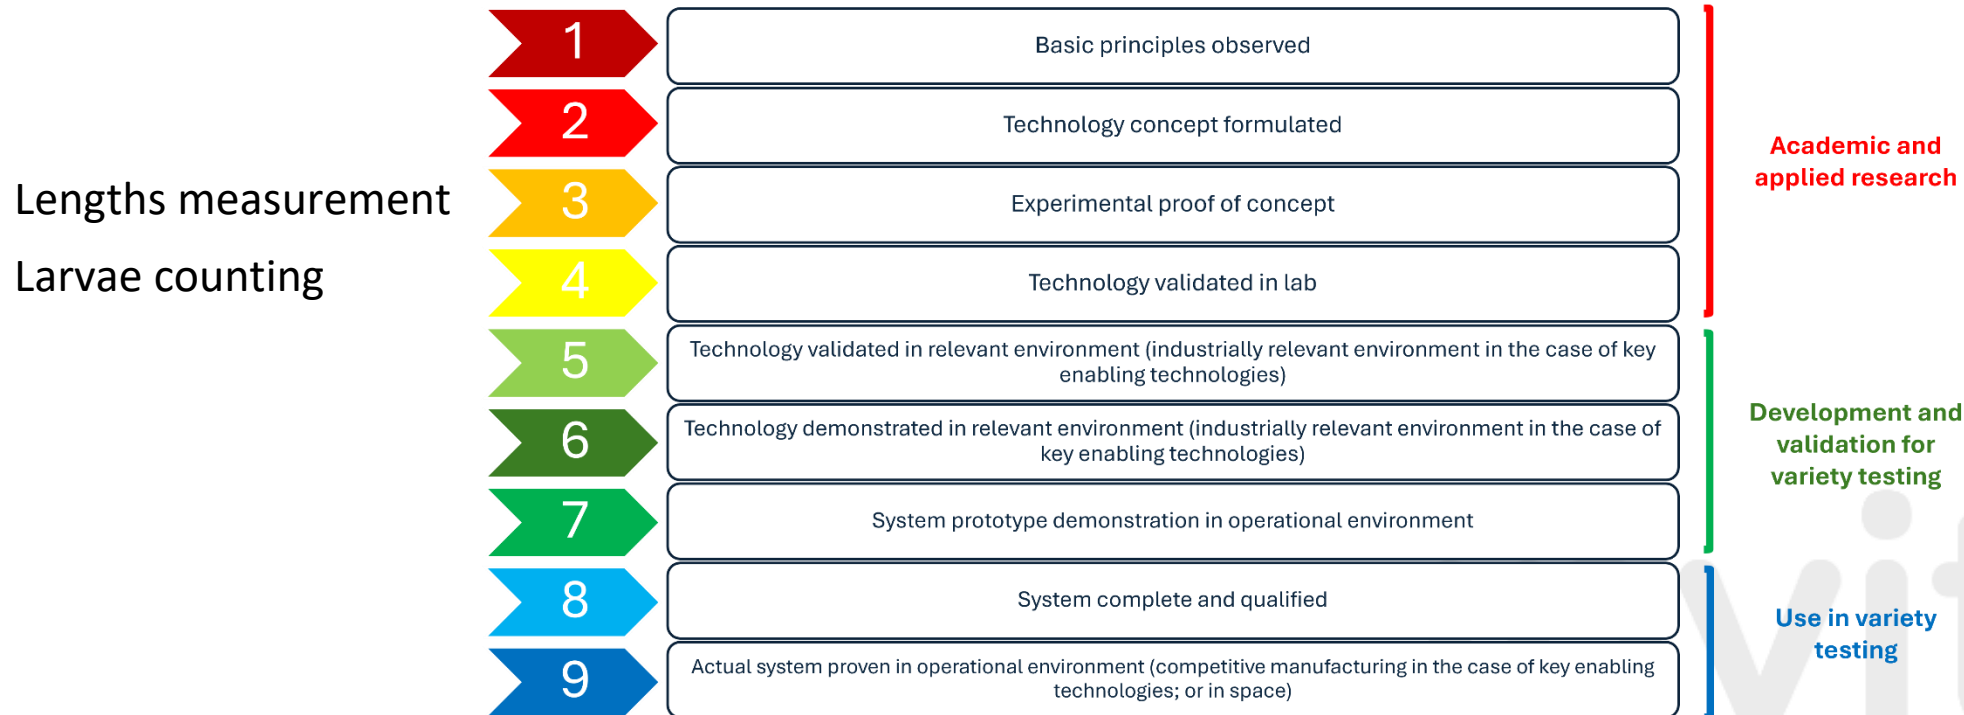 1
Basic principles observed
2
Technology concept formulated
Academic and
applied research
Lengths measurement
3
Experimental proof of concept
Larvae counting
4
Technology validated in lab
5
Technology validated in relevant environment (industrially relevant environment in the case of key
enabling technologies)
6
Technology demonstrated in relevant environment (industrially relevant environment in the case of
key enabling technologies)
Development and
validation for
variety testing
7
System prototype demonstration in operational environment
8
System complete and qualified
Use in variety
testing
9
Actual system proven in operational environment (competitive manufacturing in the case of key enabling
technologies; or in space)